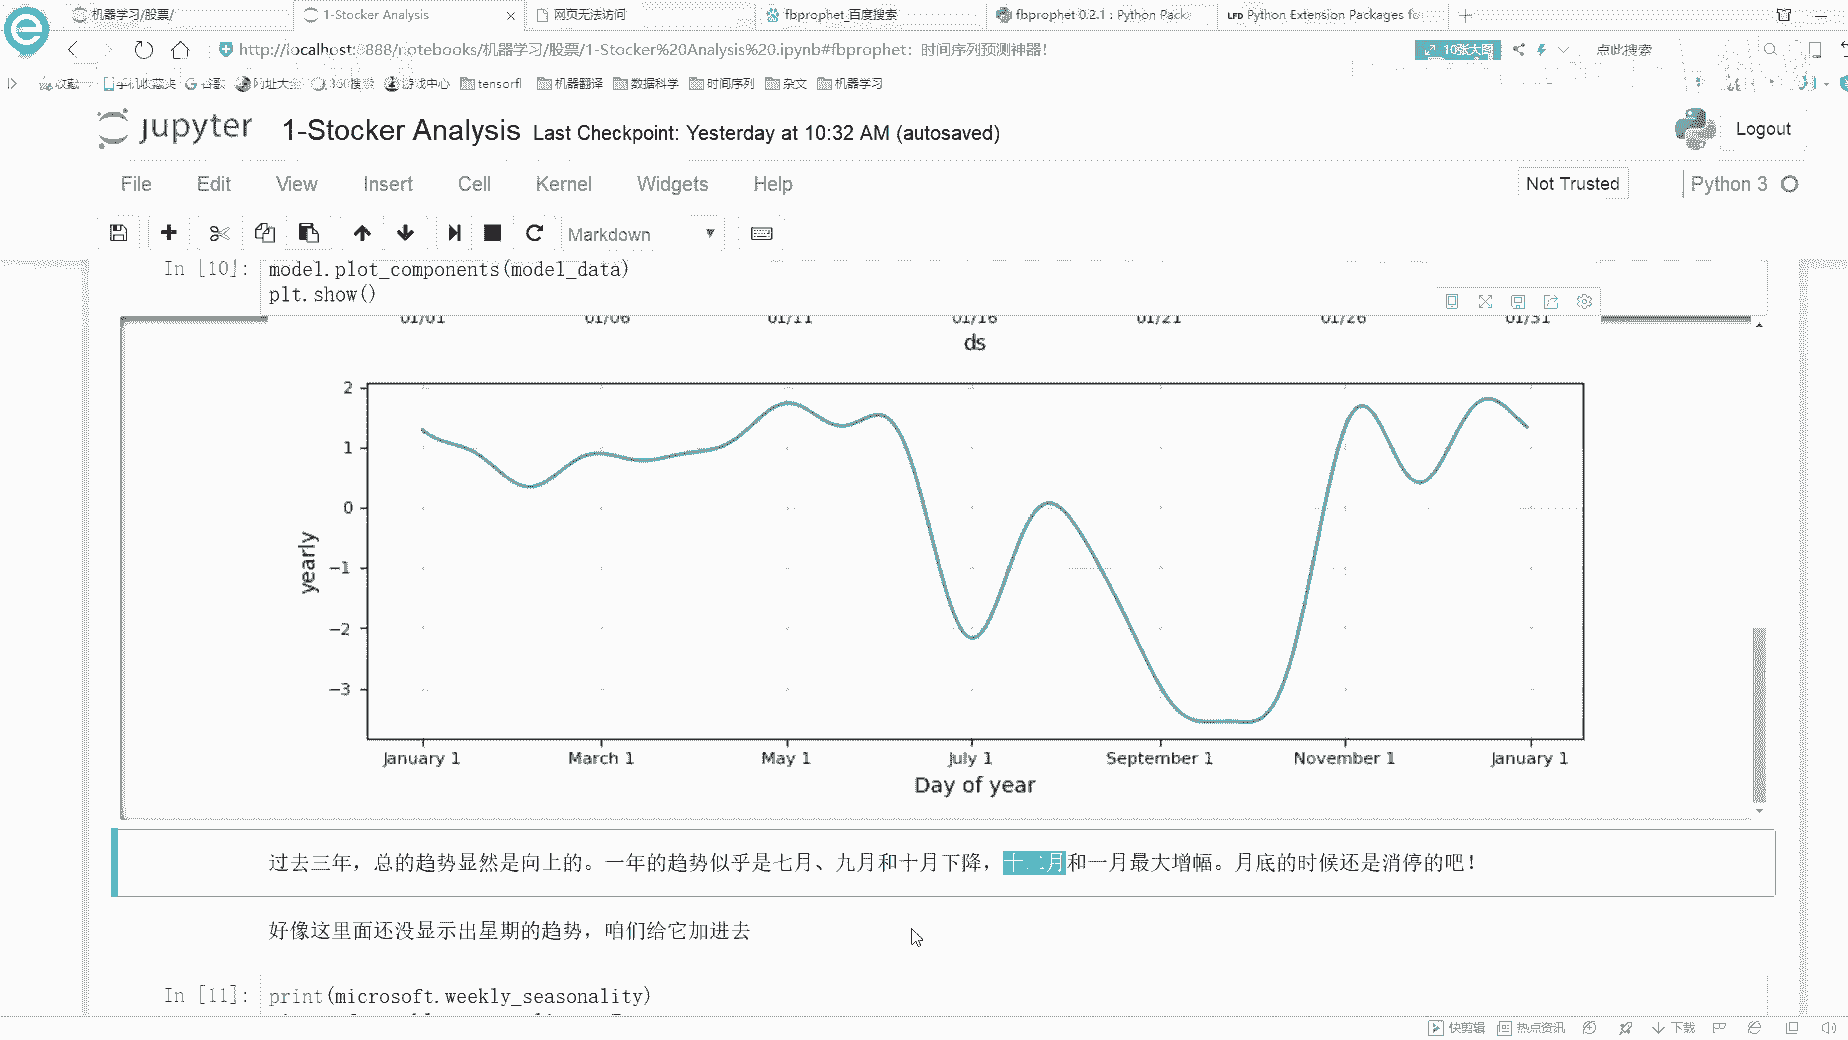 机器学习/股票/ 1-Stocker Analysis 网页无法访问 fbprophet_百度搜索 fbprophet 0.2.1 : Python Pack LFD Python Extension Packages fo
http://localhost:8888/notebooks/机器学习/股票/1-Stocker%20Analysis%20.ipynb#fbprophet：时间序列预测神器! 10张大图 点此搜索
收藏 手机收藏夹 谷歌 网址大全 360搜索 游戏中心 tensorfl 机器翻译 数据科学 时间序列 杂文 机器学习
jupyter 1-Stocker Analysis Last Checkpoint: Yesterday at 10:32 AM (autosaved) Logout
File Edit View Insert Cell Kernel Widgets Help Not Trusted Python 3
Markdown
In [10]: model.plot_components(model_data)
plt.show()
01/01 01/06 01/11 01/16 01/21 01/26 01/31
ds
2
1
0
−1
−2
−3
yearly
January 1 March 1 May 1 July 1 September 1 November 1 January 1
Day of year
过去三年，总的趋势显然是向上的。一年的趋势似乎是七月、九月和十月下降，十二月和一月最大增幅。月底的时候还是消停的吧！
好像这里面还没显示出星期的趋势，咱们给它加进去
In [11]: print(microsoft.weekly_seasonality)
快剪辑 热点资讯 下载